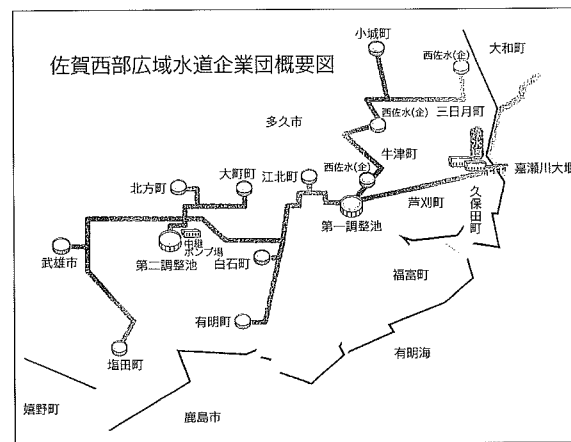 佐賀西部広域水道企業団概要図
小城町
西佐水(企)
大和町
西佐水(企)
三日月町
多久市
牛津町
嘉瀬川大堰
北方町
大町町
江北町
西佐水(企)
芦刈町
久保田町
第一調整池
中継
ポンプ場
武雄市
第二調整池
白石町
福富町
有明町
有明海
塩田町
嬉野町
鹿島市